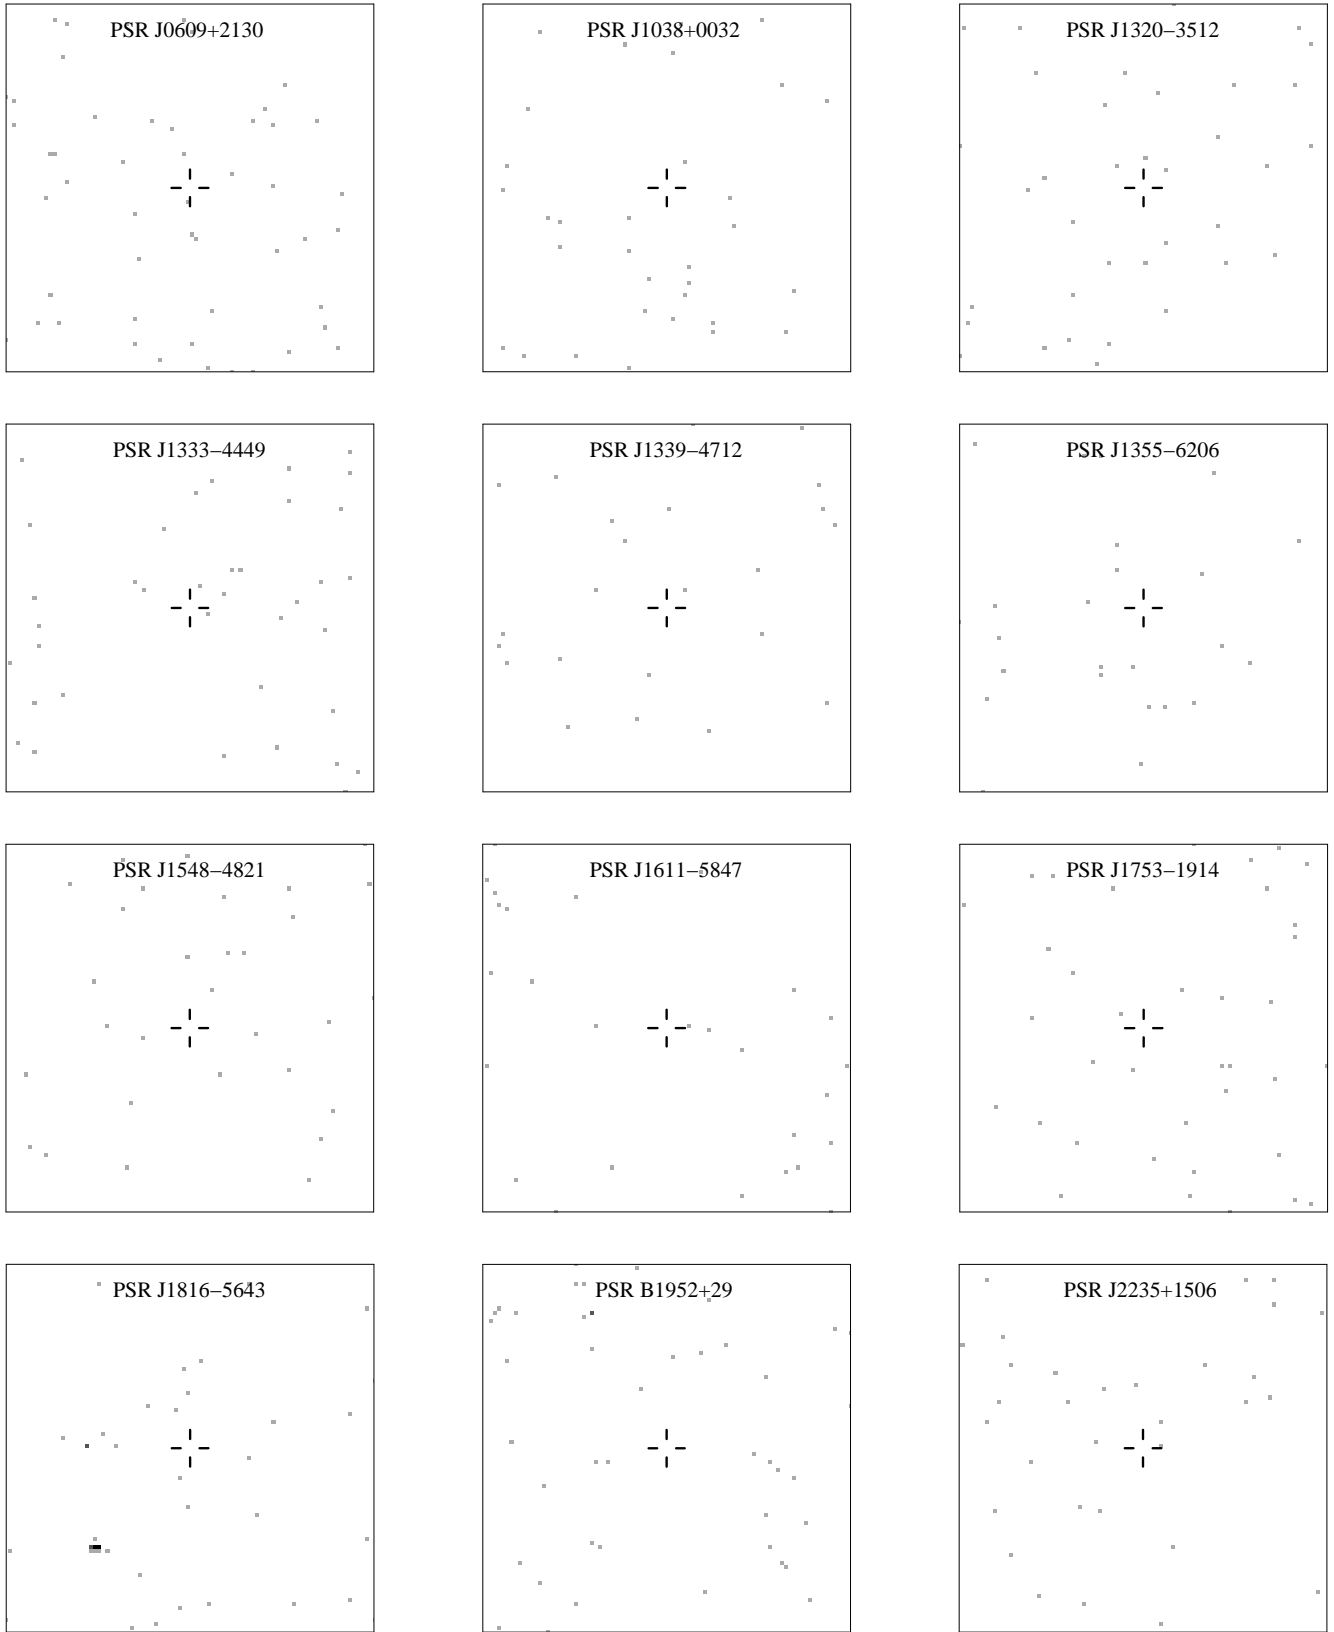 PSR J0609+2130
PSR J1038+0032
PSR J1320−3512
PSR J1333−4449
PSR J1339−4712
PSR J1355−6206
PSR J1548−4821
PSR J1611−5847
PSR J1753−1914
PSR J1816−5643
PSR B1952+29
PSR J2235+1506